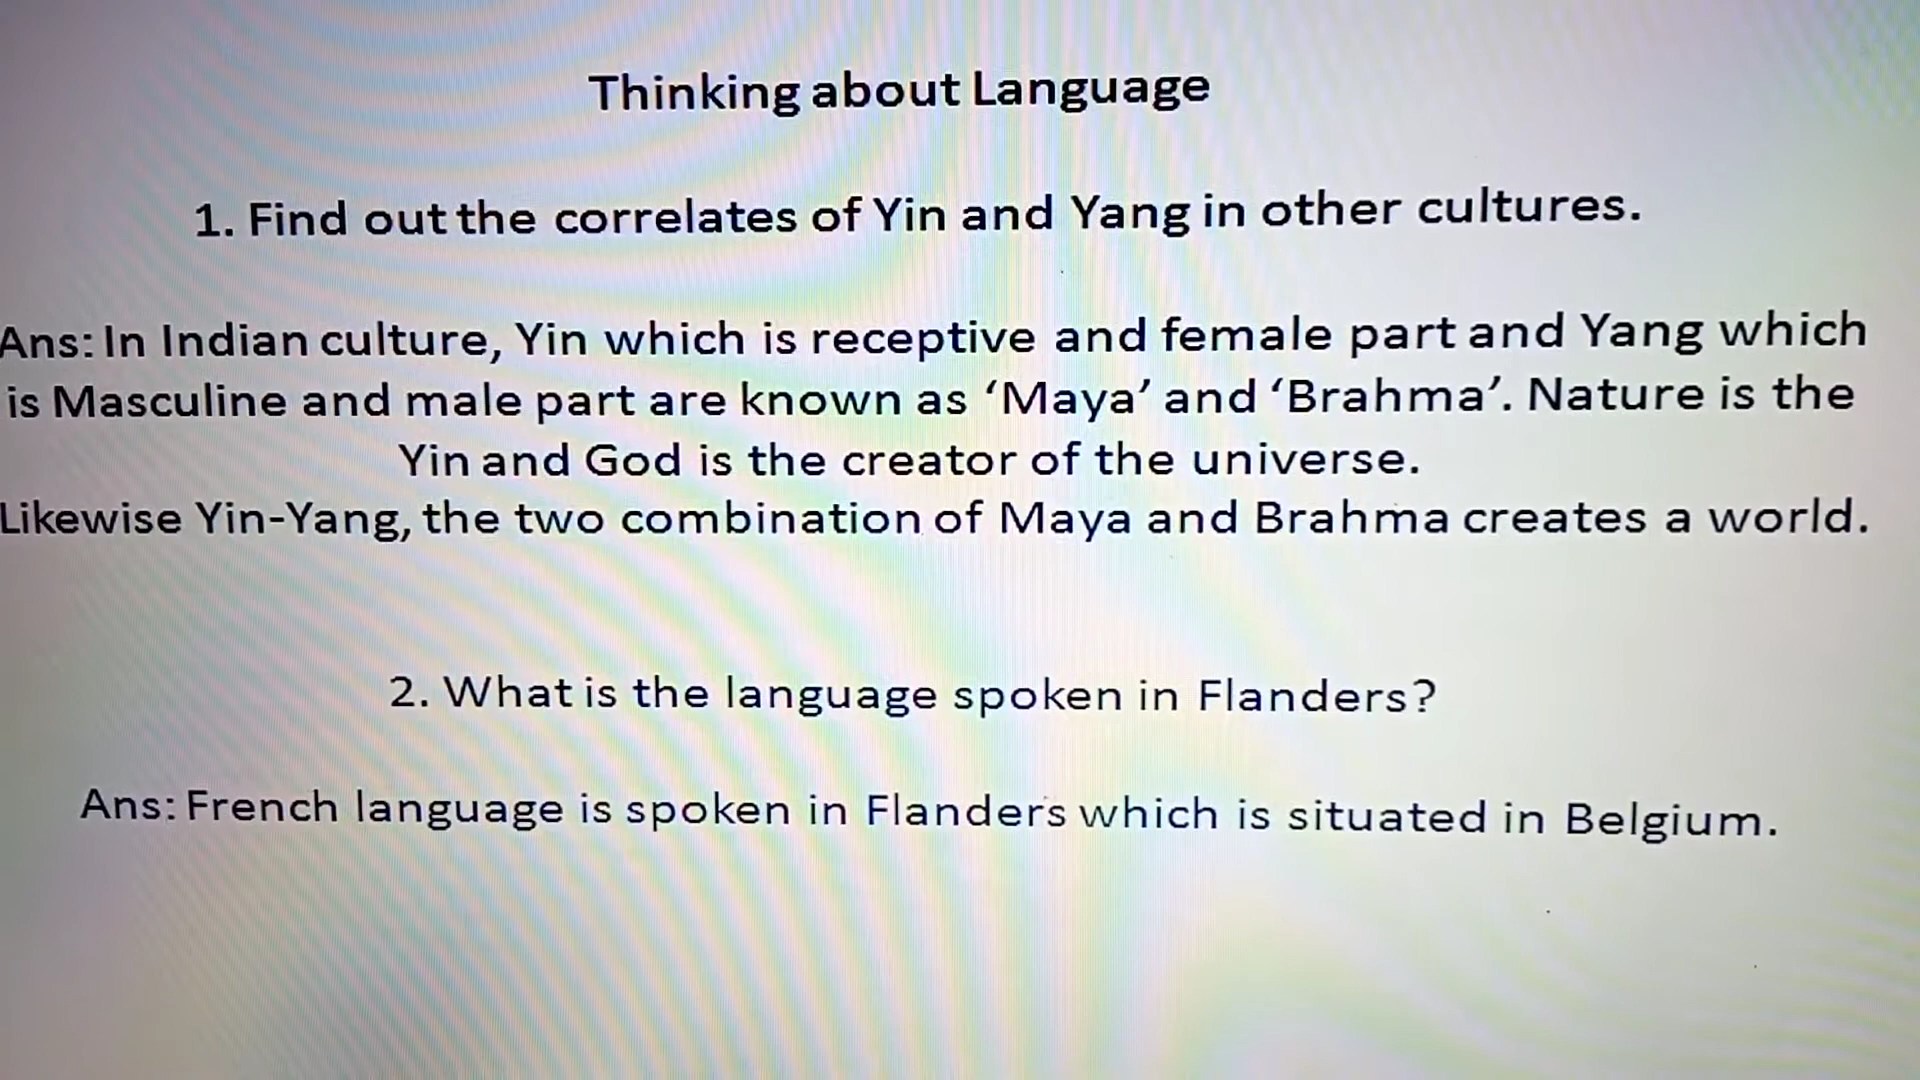 Thinking about Language
1. Find out the correlates of Yin and Yang in other cultures.
Ans: In Indian culture, Yin which is receptive and female part and Yang which
is Masculine and male part are known as ‘Maya’ and ‘Brahma’. Nature is the
Yin and God is the creator of the universe.
Likewise Yin-Yang, the two combination of Maya and Brahma creates a world.
2. What is the language spoken in Flanders?
Ans: French language is spoken in Flanders which is situated in Belgium.